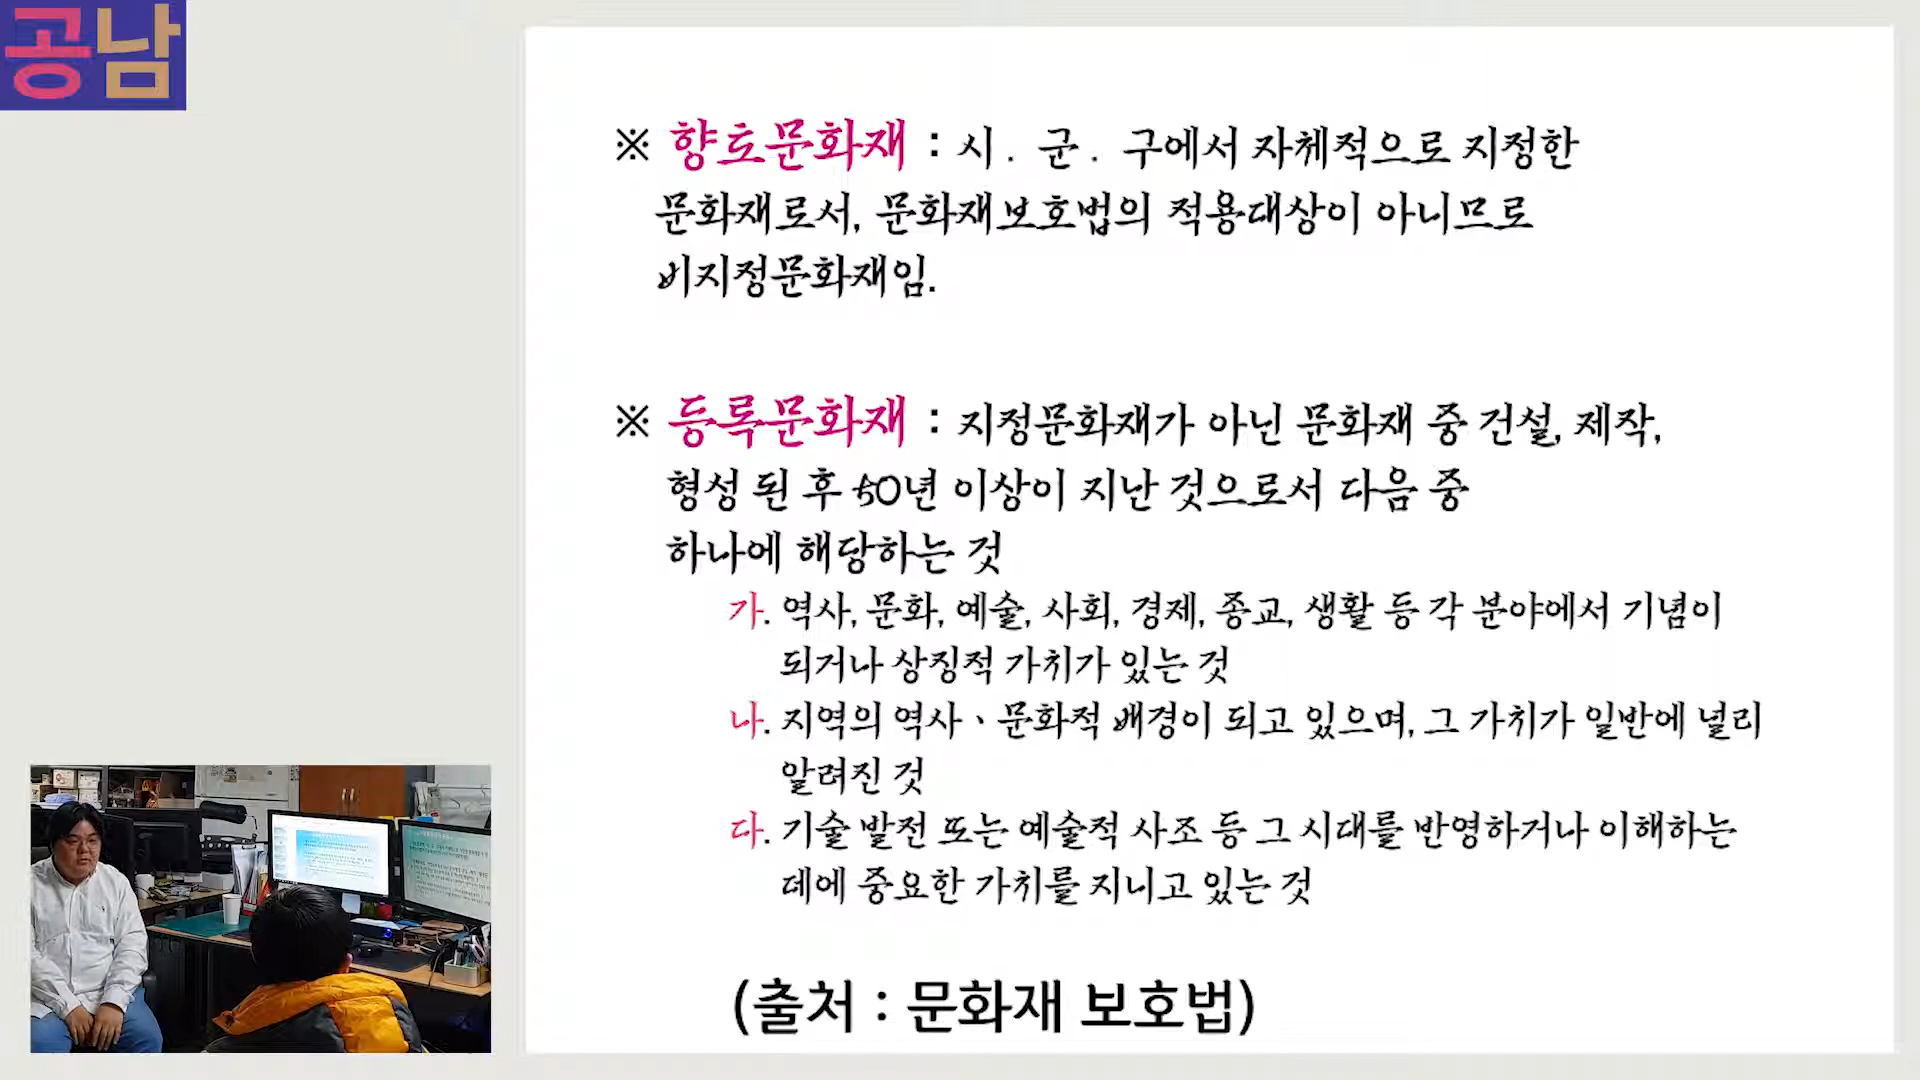 공남
※ 향토문화재 : 시. 군. 구에서 자체적으로 지정한
문화재로서, 문화재보호법의 적용대상이 아니므로
비지정문화재임.
※ 등록문화재 : 지정문화재가 아닌 문화재 중 건설, 제작,
형성 된 후 50년 이상이 지난 것으로서 다음 중
하나에 해당하는 것
가. 역사, 문화, 예술, 사회, 경제, 종교, 생활 등 각 분야에서 기념이
되거나 상징적 가치가 있는 것
나. 지역의 역사、문화적 배경이 되고 있으며, 그 가치가 일반에 널리
알려진 것
다. 기술 발전 또는 예술적 사조 등 그 시대를 반영하거나 이해하는
데에 중요한 가치를 지니고 있는 것
(출처 : 문화재 보호법)